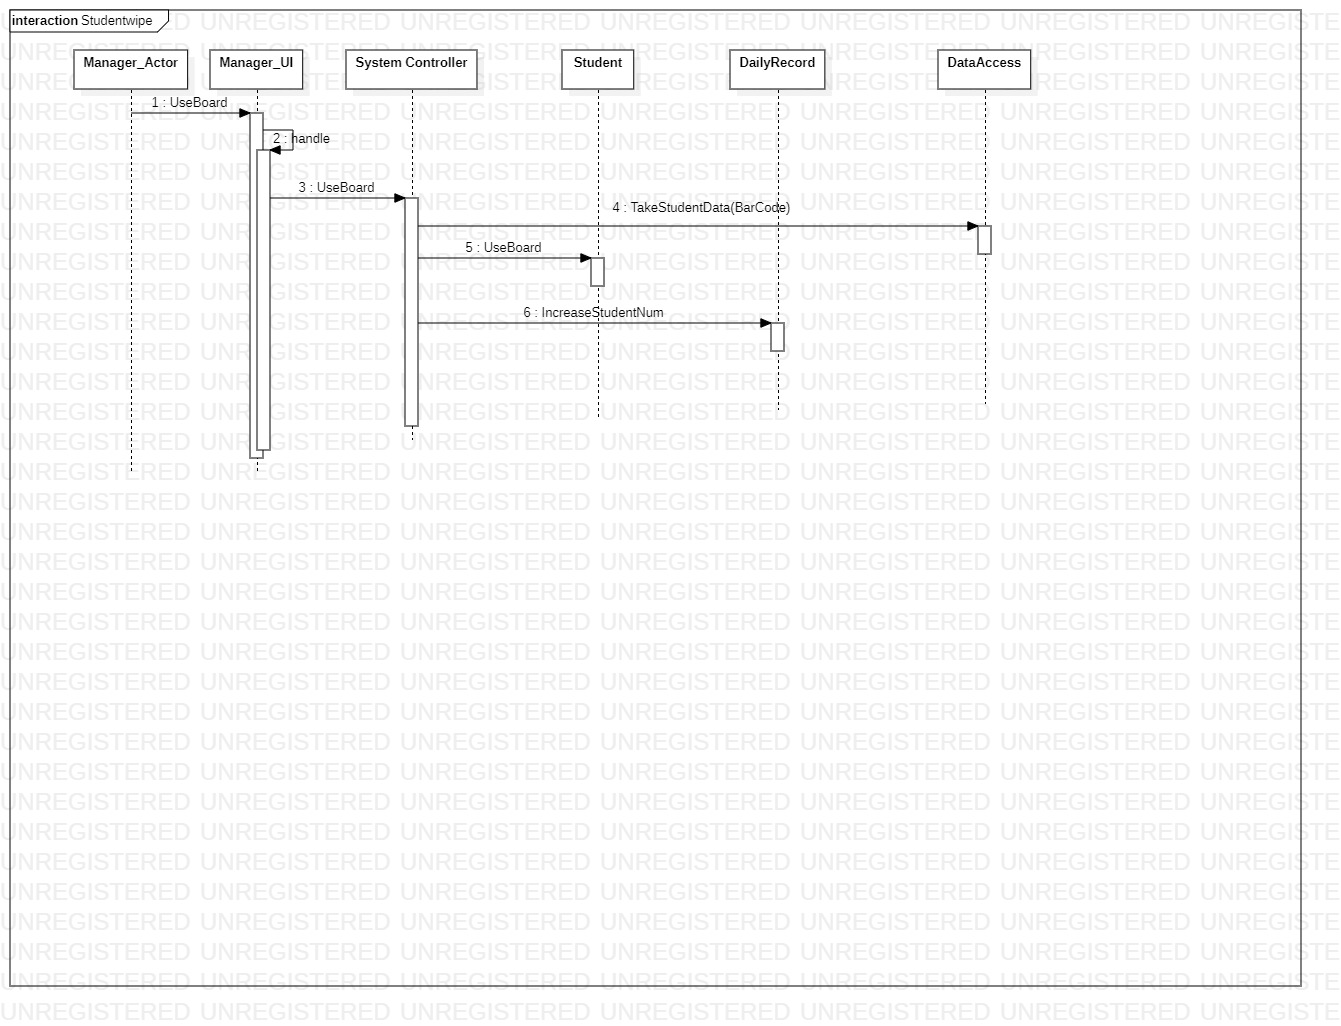 interaction Studentwipe
Manager_Actor
Manager_UI
System Controller
Student
DailyRecord
DataAccess
1 : UseBoard
2 : handle
3 : UseBoard
4 : TakeStudentData(BarCode)
5 : UseBoard
6 : IncreaseStudentNum
UNREGISTERED